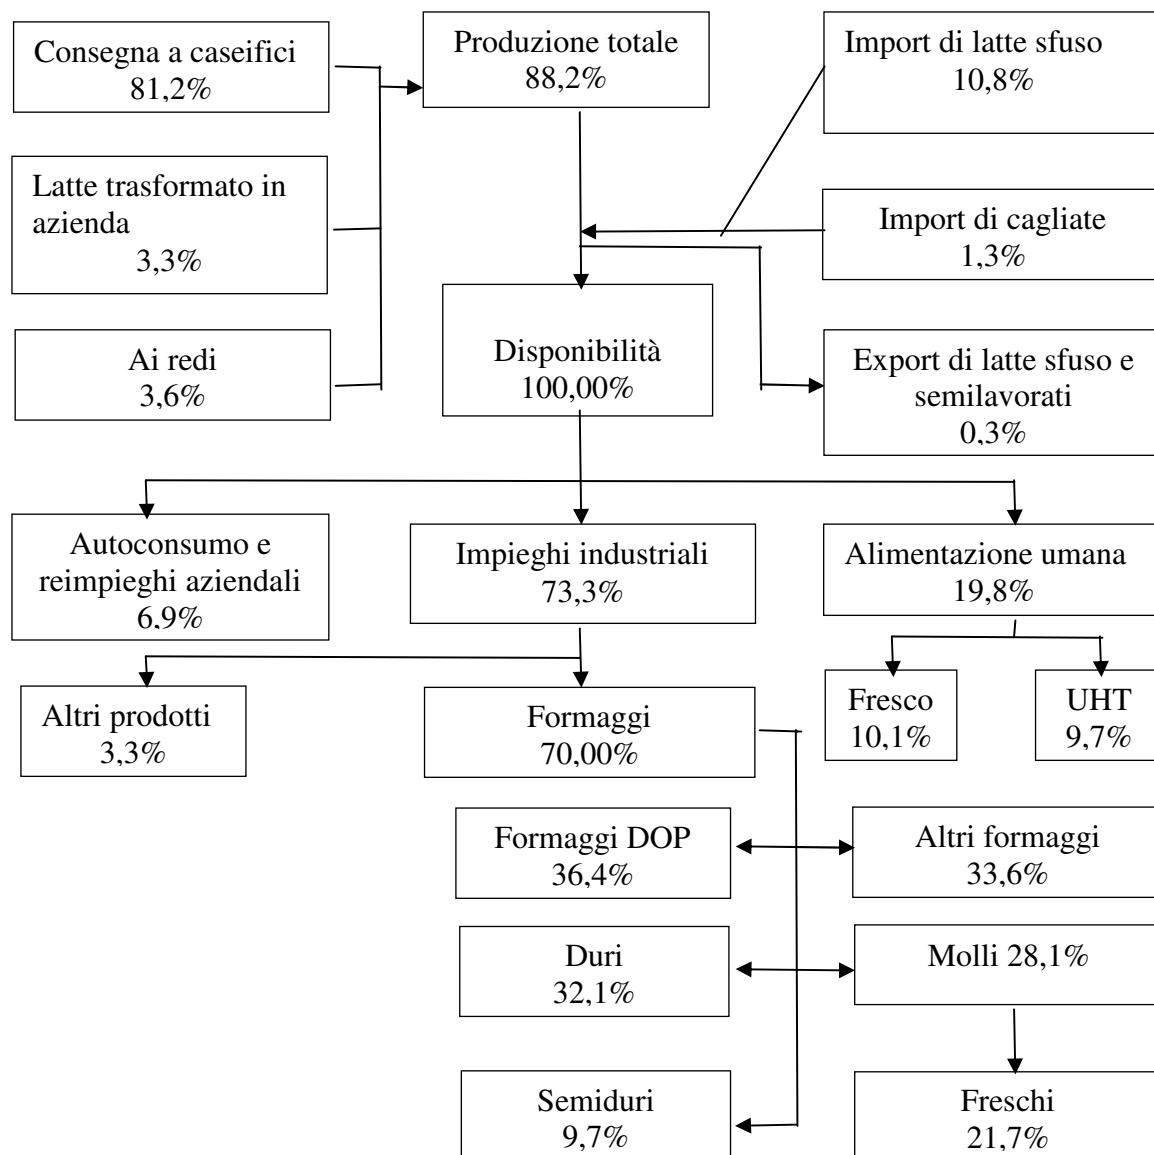 Consegna a caseifici
81,2%
Produzione totale
88,2%
Import di latte sfuso
10,8%
Latte trasformato in
azienda
3,3%
Import di cagliate
1,3%
Ai redi
3,6%
Disponibilità
100,00%
Export di latte sfuso e
semilavorati
0,3%
Autoconsumo e
reimpieghi aziendali
6,9%
Impieghi industriali
73,3%
Alimentazione umana
19,8%
Altri prodotti
3,3%
Formaggi
70,00%
Fresco
10,1%
UHT
9,7%
Formaggi DOP
36,4%
Altri formaggi
33,6%
Duri
32,1%
Molli 28,1%
Semiduri
9,7%
Freschi
21,7%